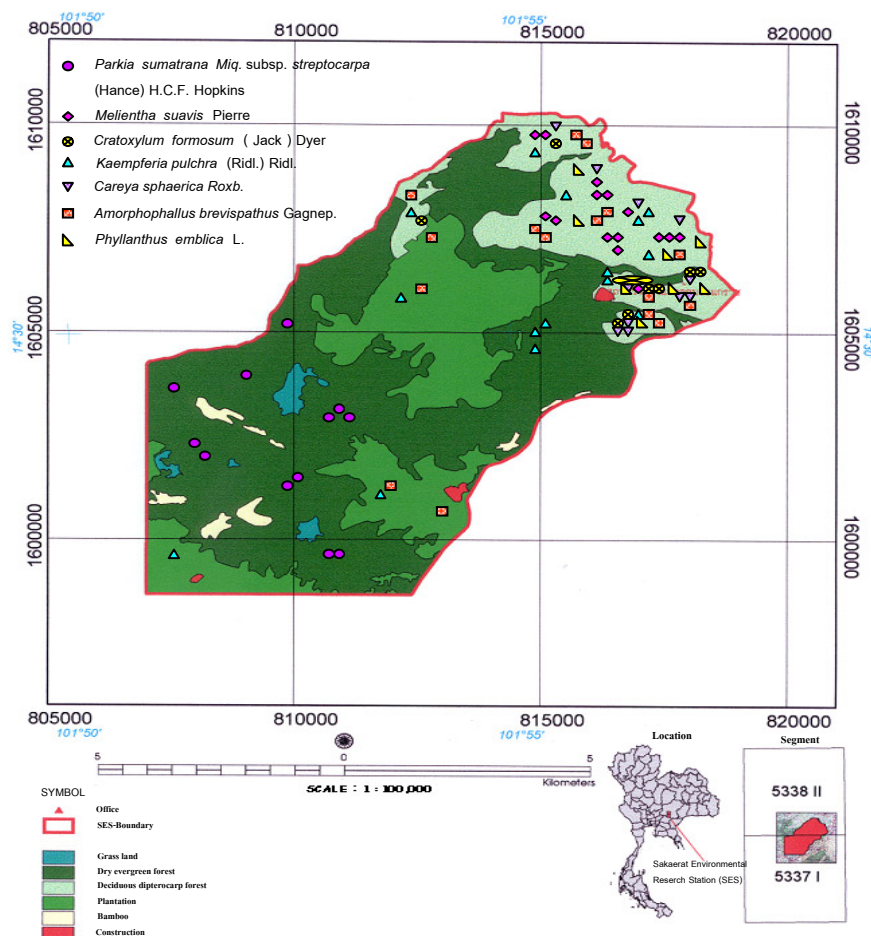 101°50' 101°55'
805000 810000 815000 820000
Parkia sumatrana Miq. subsp. streptocarpa
(Hance) H.C.F. Hopkins
Melientha suavis Pierre
Cratoxylum formosum ( Jack ) Dyer
Kaempferia pulchra (Ridl.) Ridl.
Careya sphaerica Roxb.
Amorphophallus brevispathus Gagnep.
Phyllanthus emblica L.
1610000 1610000
14°30' 1605000 1605000 14°30'
1600000 1600000
805000 810000 815000 820000
101°50' 101°55'
5 0 5
Kilometers
SCALE : 1 : 100,000
SYMBOL
Office
SES-Boundary
Grass land
Dry evergreen forest
Deciduous dipterocarp forest
Plantation
Bamboo
Construction
Location
Sakaerat Environmental
Reserch Station (SES)
Segment
5338 II
5337 I